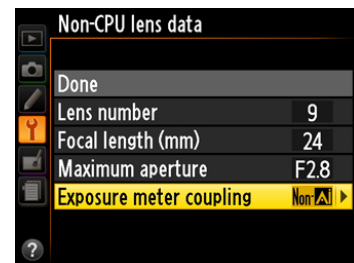 Non-CPU lens data
Done
Lens number 9
Focal length (mm) 24
Maximum aperture F2.8
Exposure meter coupling Non-AI
?